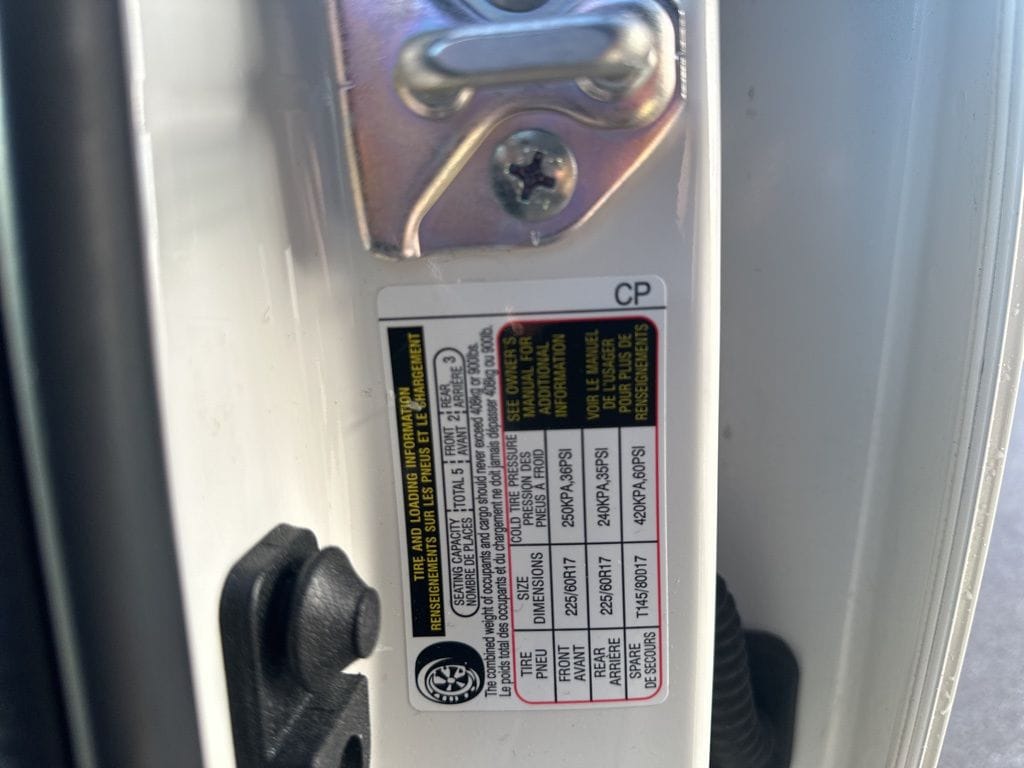 CP
TIRE AND LOADING INFORMATION
RENSEIGNEMENTS SUR LES PNEUS ET LE CHARGEMENT
SEATING CAPACITY TOTAL 5 FRONT 2 REAR 3
NOMBRE DE PLACES AVANT 2 ARRIÈRE
The combined weight of occupants and cargo should never exceed 408kg or 900lbs.
Le poids total des occupants et du chargement ne doit jamais dépasser 408kg ou 900lb.
TIRE SIZE COLD TIRE PRESSURE
PNEU DIMENSIONS PRESSION DES
PNEUS À FROID
FRONT 225/60R17 250KPA,36PSI
AVANT
REAR 225/60R17 240KPA,35PSI
ARRIÈRE
SPARE T145/80D17 420KPA,60PSI
DE SECOURS
SEE OWNER'S
MANUAL FOR
ADDITIONAL
INFORMATION
VOIR LE MANUEL
DE L'USAGER
POUR PLUS DE
RENSEIGNEMENTS